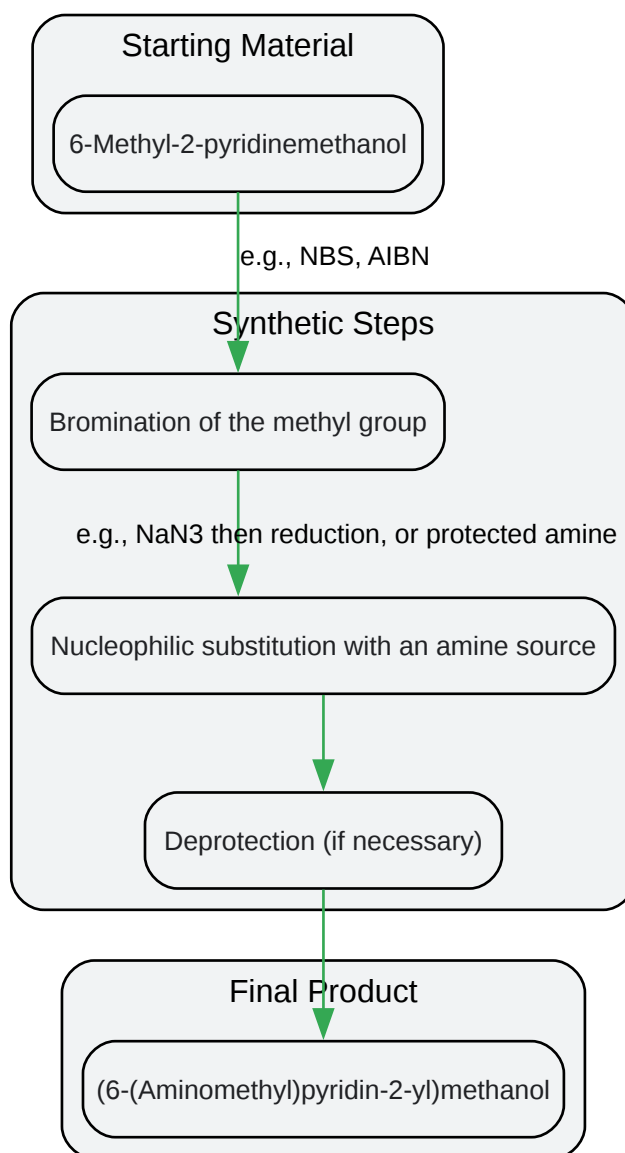 Starting Material
6-Methyl-2-pyridinemethanol
e.g., NBS, AIBN
Synthetic Steps
Bromination of the methyl group
e.g., NaN3 then reduction, or protected amine
Nucleophilic substitution with an amine source
Deprotection (if necessary)
Final Product
(6-(Aminomethyl)pyridin-2-yl)methanol